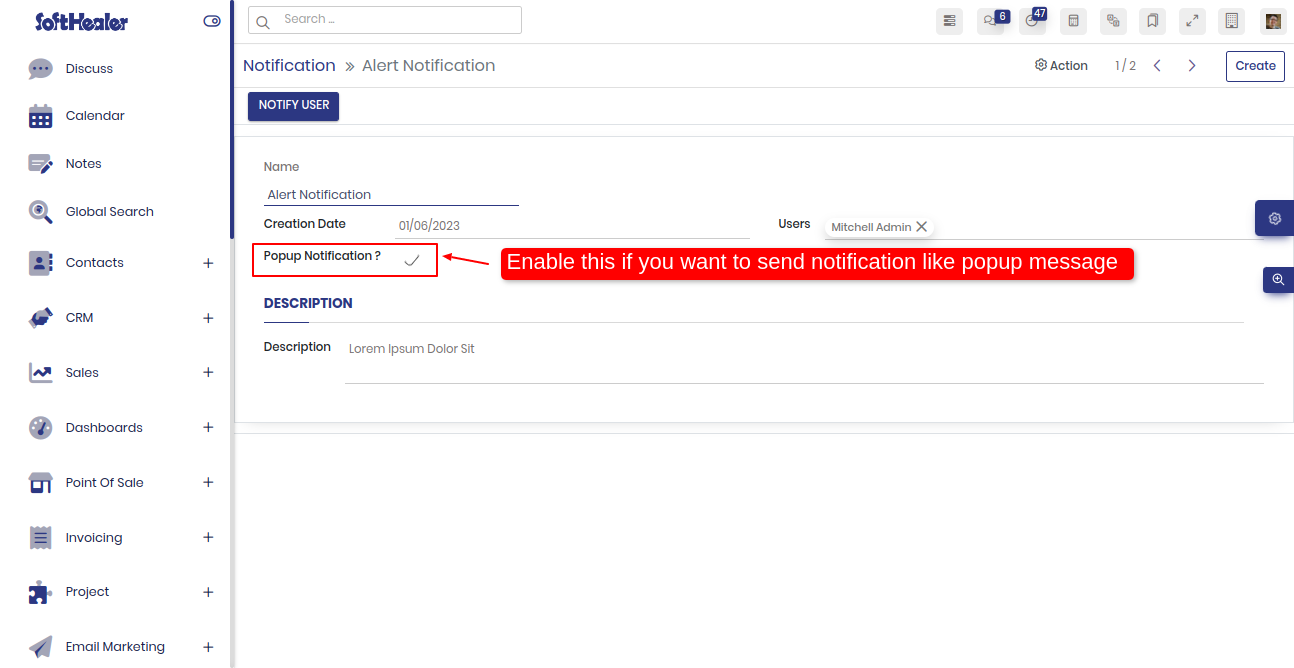 SoftHealer
Search ...
6
47
Discuss
Calendar
Notes
Global Search
Contacts +
CRM +
Sales +
Dashboards +
Point Of Sale +
Invoicing +
Project +
Email Marketing +
Notification » Alert Notification
Action
1 / 2
Create
NOTIFY USER
Name
Alert Notification
Creation Date 01/06/2023
Users Mitchell Admin
Popup Notification ?
Enable this if you want to send notification like popup message
DESCRIPTION
Description Lorem Ipsum Dolor Sit